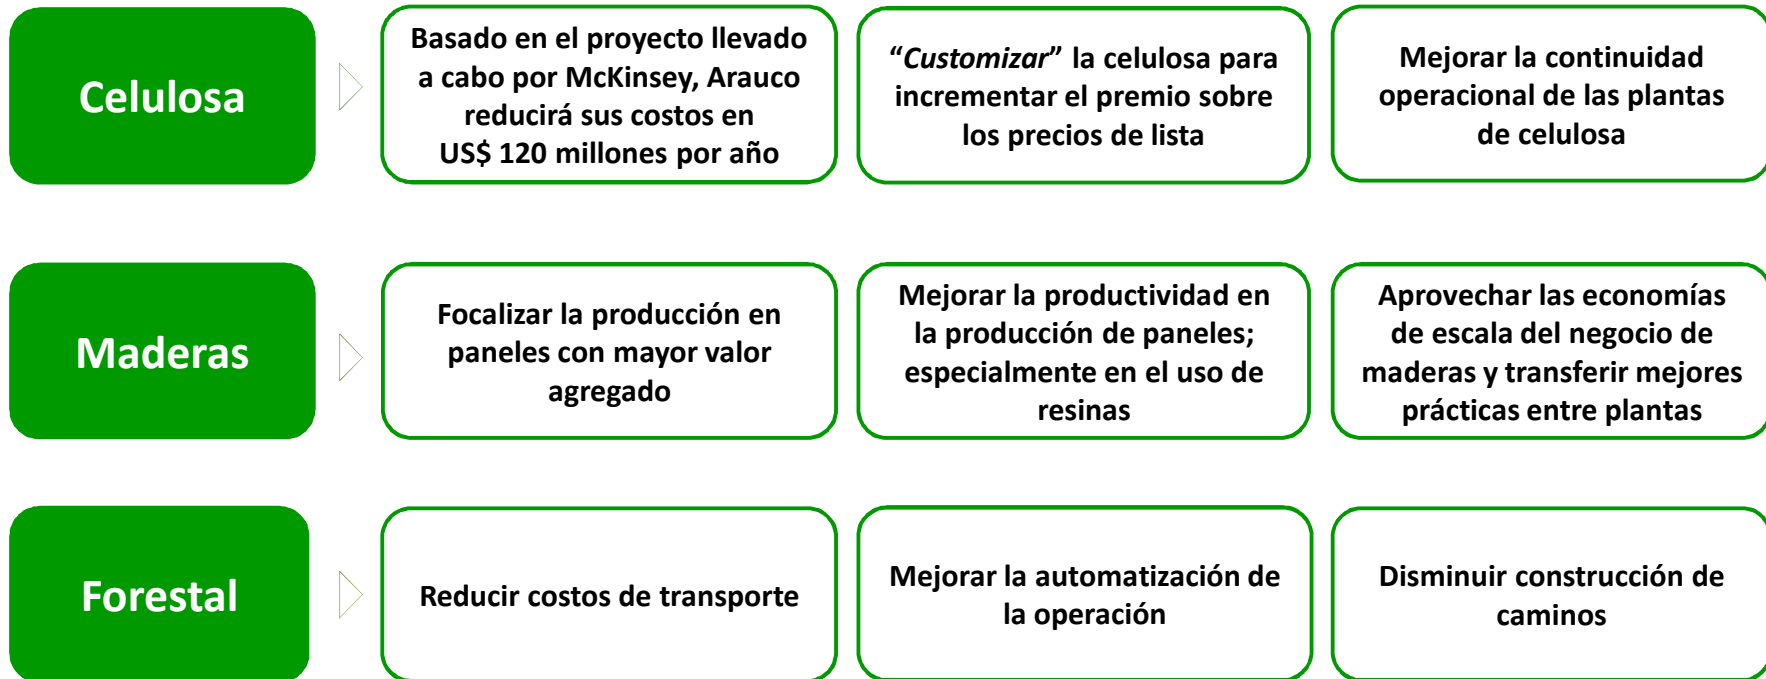 Celulosa
Basado en el proyecto llevado
a cabo por McKinsey, Arauco
reducirá sus costos en
US$ 120 millones por año
“Customizar” la celulosa para
incrementar el premio sobre
los precios de lista
Mejorar la continuidad
operacional de las plantas
de celulosa
Maderas
Focalizar la producción en
paneles con mayor valor
agregado
Mejorar la productividad en
la producción de paneles;
especialmente en el uso de
resinas
Aprovechar las economías
de escala del negocio de
maderas y transferir mejores
prácticas entre plantas
Forestal
Reducir costos de transporte
Mejorar la automatización de
la operación
Disminuir construcción de
caminos